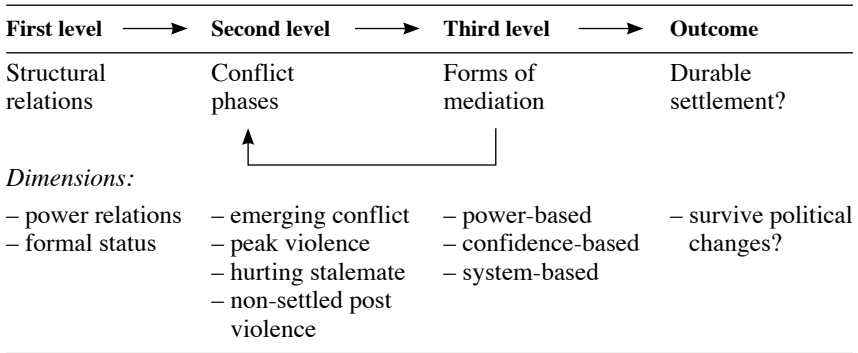 First level Second level Third level Outcome
Structural relations
Conflict phases
Forms of mediation
Durable settlement?
Dimensions:
– power relations
– formal status
– emerging conflict
– peak violence
– hurting stalemate
– non-settled post
violence
– power-based
– confidence-based
– system-based
– survive political
changes?